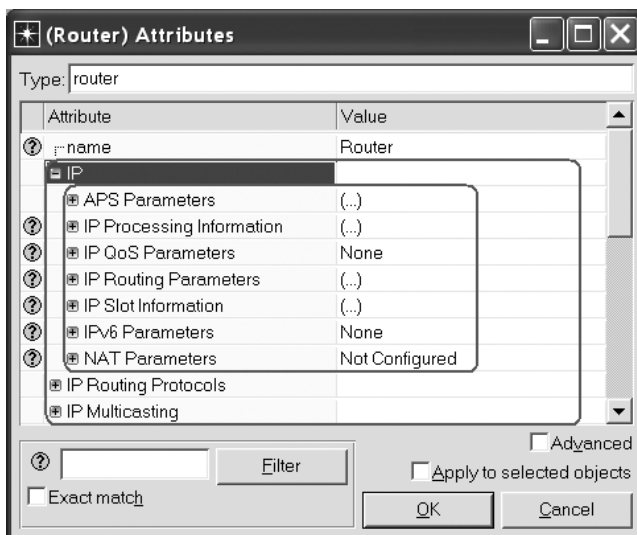 (Router) Attributes
Type: router
Attribute Value
name Router
IP
APS Parameters (...)
IP Processing Information (...)
IP QoS Parameters None
IP Routing Parameters (...)
IP Slot Information (...)
IPv6 Parameters None
NAT Parameters Not Configured
IP Routing Protocols
IP Multicasting
Advanced
Filter
Apply to selected objects
Exact match
OK Cancel